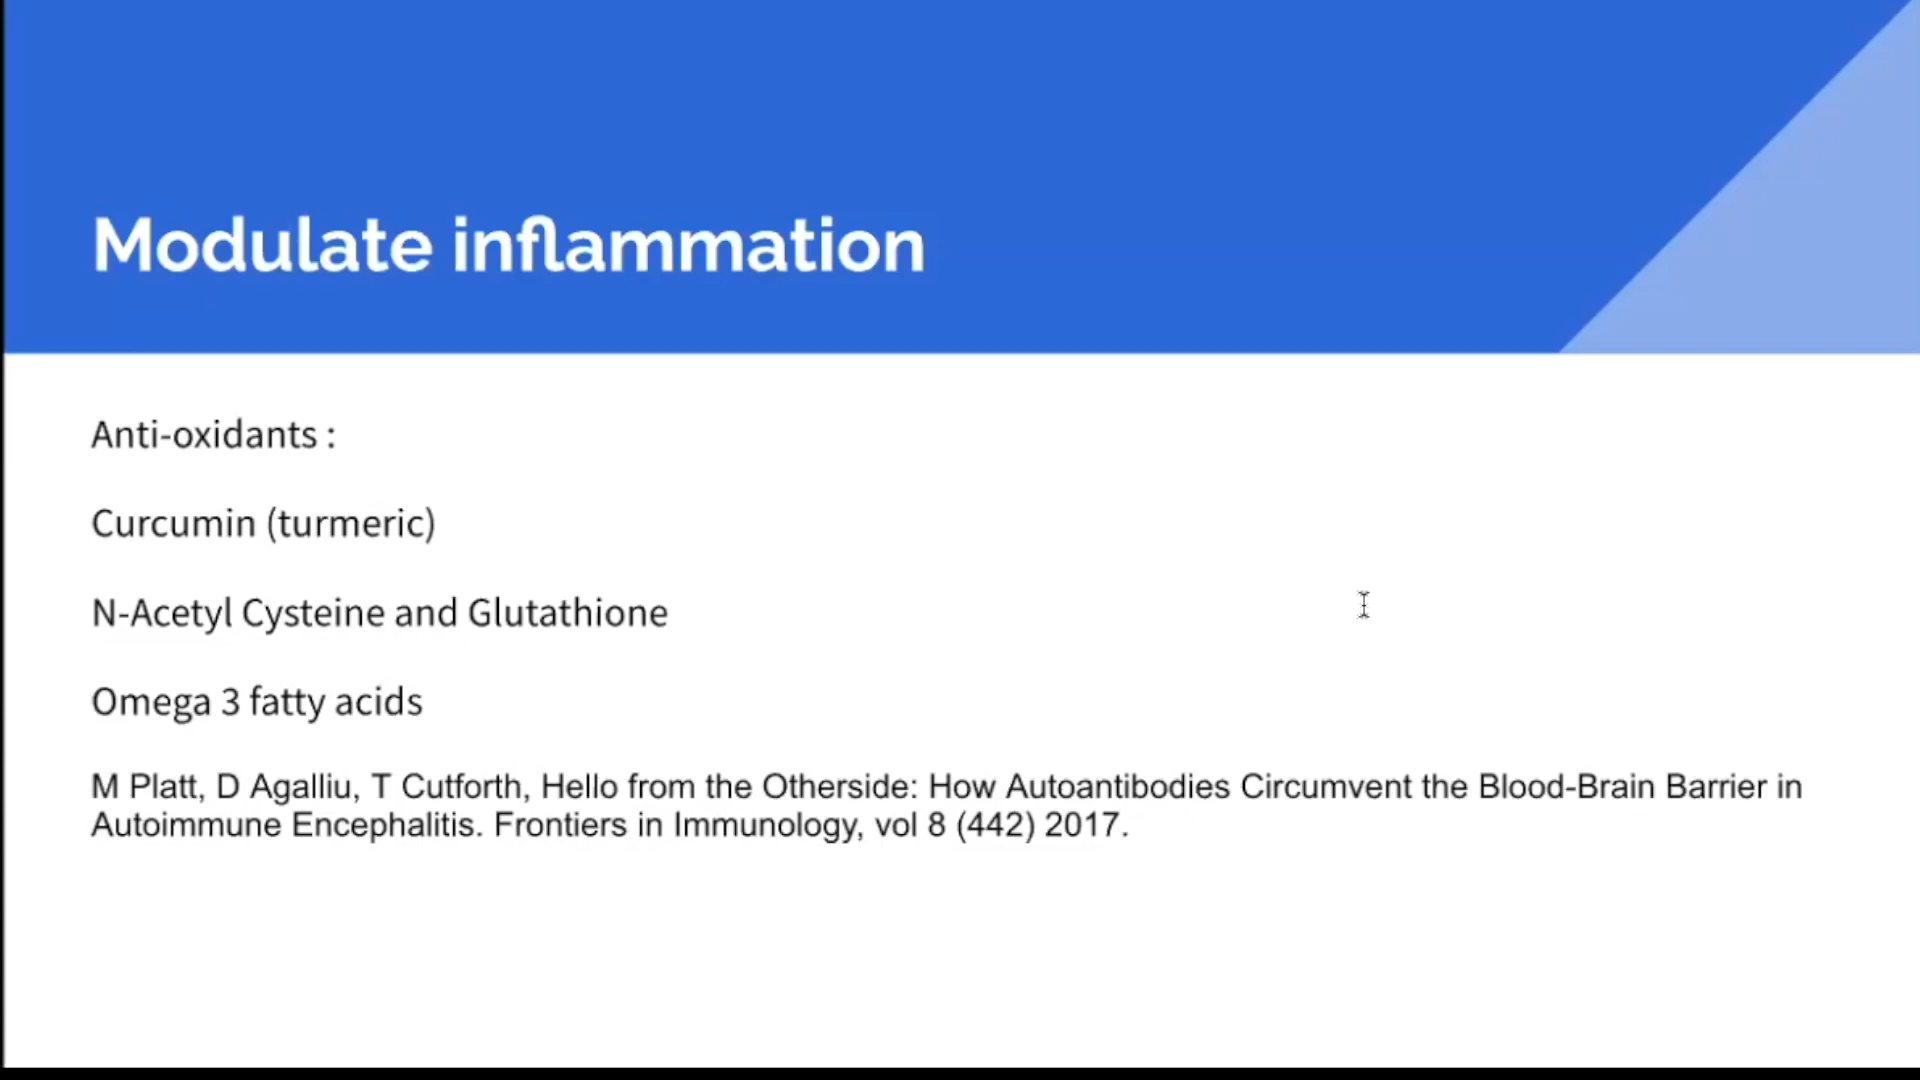 Modulate inflammation
Anti-oxidants :
Curcumin (turmeric)
N-Acetyl Cysteine and Glutathione
Omega 3 fatty acids
M Platt, D Agalliu, T Cutforth, Hello from the Otherside: How Autoantibodies Circumvent the Blood-Brain Barrier in
Autoimmune Encephalitis. Frontiers in Immunology, vol 8 (442) 2017.